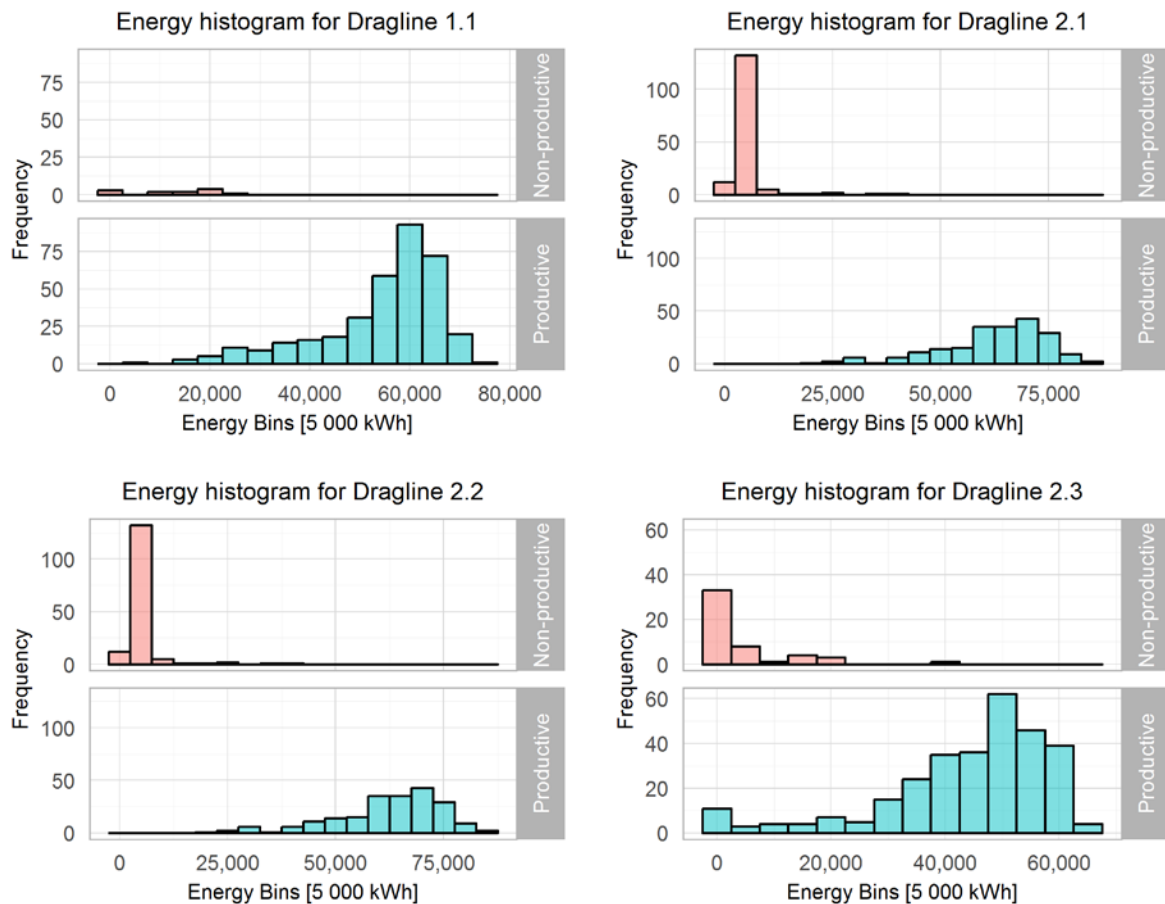 Energy histogram for Dragline 1.1
75
50
25
0
Non-productive
Frequency
75
50
25
0
Productive
0 20,000 40,000 60,000 80,000
Energy Bins [5 000 kWh]
Energy histogram for Dragline 2.1
100
50
0
Non-productive
Frequency
100
50
0
Productive
0 25,000 50,000 75,000
Energy Bins [5 000 kWh]
Energy histogram for Dragline 2.2
100
50
0
Non-productive
Frequency
100
50
0
Productive
0 25,000 50,000 75,000
Energy Bins [5 000 kWh]
Energy histogram for Dragline 2.3
60
40
20
0
Non-productive
Frequency
60
40
20
0
Productive
0 20,000 40,000 60,000
Energy Bins [5 000 kWh]